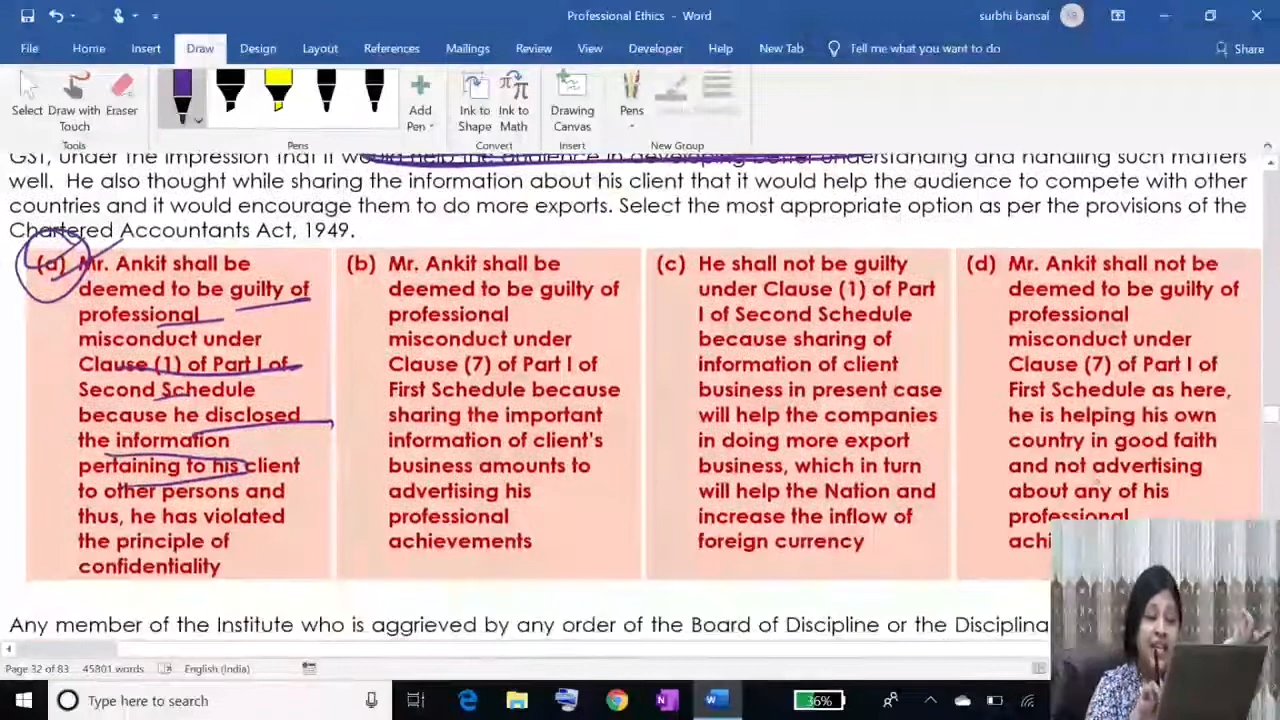 Professional Ethics - Word
surbhi bansal
SB
File Home Insert Draw Design Layout References Mailings Review View Developer Help New Tab Tell me what you want to do Share
Select Draw with Touch Eraser
Add Pen
Ink to Shape Ink to Math
Drawing Canvas
Pens
Tools Pens Convert Insert New Group
GST, under the impression that it would help the audience in developing better understanding and handling such matters
well. He also thought while sharing the information about his client that it would help the audience to compete with other
countries and it would encourage them to do more exports. Select the most appropriate option as per the provisions of the
Chartered Accountants Act, 1949.
(a) Mr. Ankit shall be
deemed to be guilty of
professional
misconduct under
Clause (1) of Part I of
Second Schedule
because he disclosed
the information
pertaining to his client
to other persons and
thus, he has violated
the principle of
confidentiality
(b) Mr. Ankit shall be
deemed to be guilty of
professional
misconduct under
Clause (7) of Part I of
First Schedule because
sharing the important
information of client's
business amounts to
advertising his
professional
achievements
(c) He shall not be guilty
under Clause (1) of Part
I of Second Schedule
because sharing of
information of client
business in present case
will help the companies
in doing more export
business, which in turn
will help the Nation and
increase the inflow of
foreign currency
(d) Mr. Ankit shall not be
deemed to be guilty of
professional
misconduct under
Clause (7) of Part I of
First Schedule as here,
he is helping his own
country in good faith
and not advertising
about any of his
professional
achi
Any member of the Institute who is aggrieved by any order of the Board of Discipline or the Disciplina
Page 32 of 83 45801 words English (India)
Type here to search
36%